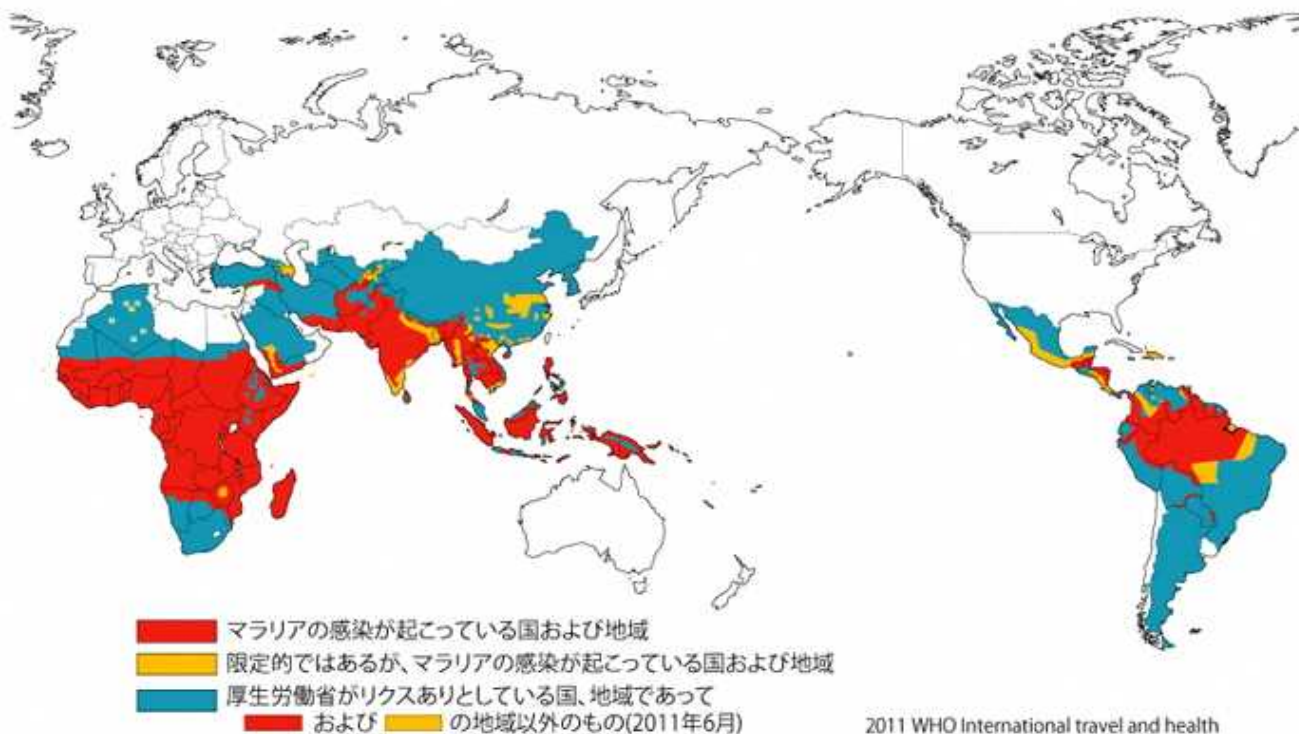 マラリアの感染が起こっている国および地域
限定的ではあるが、マラリアの感染が起こっている国および地域
厚生労働省がリクスありとしている国、地域であって
および の地域以外のもの(2011年6月)
2011 WHO International travel and health